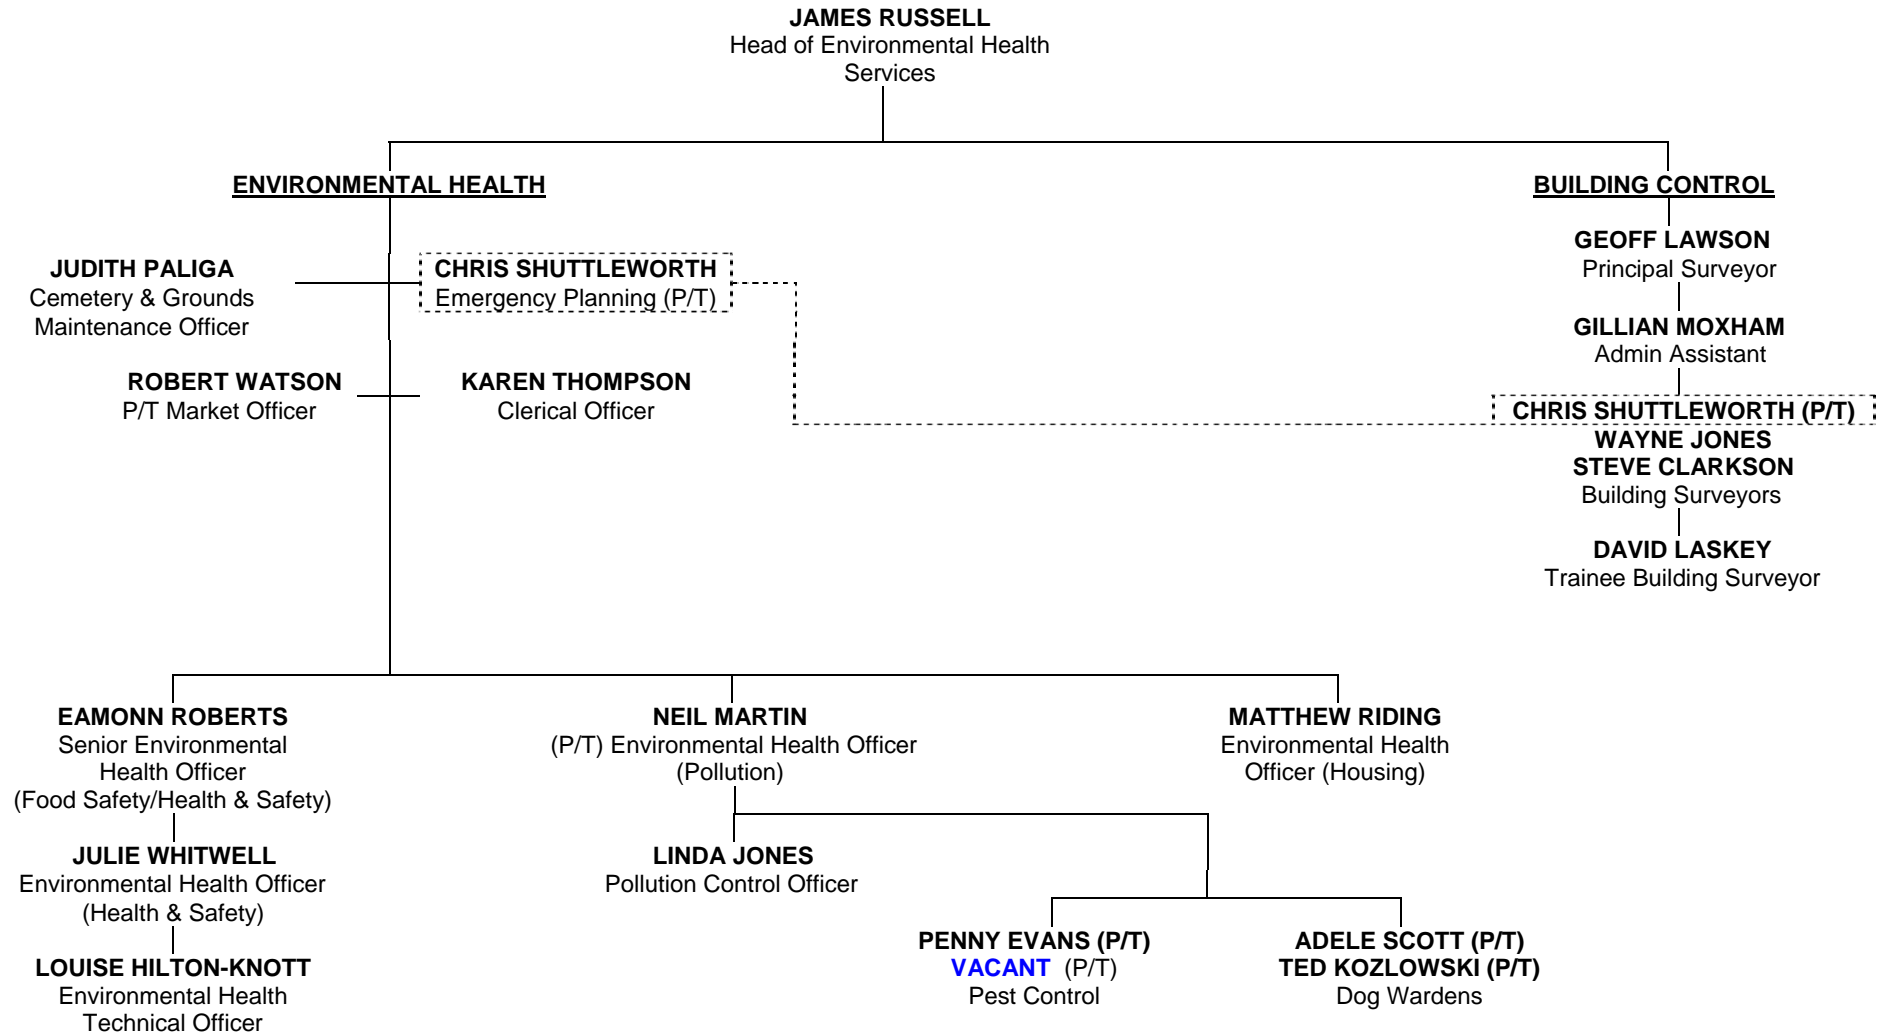 JAMES RUSSELL
Head of Environmental Health
Services
ENVIRONMENTAL HEALTH
JUDITH PALIGA
Cemetery & Grounds
Maintenance Officer
CHRIS SHUTTLEWORTH
Emergency Planning (P/T)
ROBERT WATSON
P/T Market Officer
KAREN THOMPSON
Clerical Officer
BUILDING CONTROL
GEOFF LAWSON
Principal Surveyor
GILLIAN MOXHAM
Admin Assistant
CHRIS SHUTTLEWORTH (P/T)
WAYNE JONES
STEVE CLARKSON
Building Surveyors
DAVID LASKEY
Trainee Building Surveyor
EAMONN ROBERTS
Senior Environmental
Health Officer
(Food Safety/Health & Safety)
JULIE WHITWELL
Environmental Health Officer
(Health & Safety)
LOUISE HILTON-KNOTT
Environmental Health
Technical Officer
NEIL MARTIN
(P/T) Environmental Health Officer
(Pollution)
LINDA JONES
Pollution Control Officer
PENNY EVANS (P/T)
VACANT (P/T)
Pest Control
ADELE SCOTT (P/T)
TED KOZLOWSKI (P/T)
Dog Wardens
MATTHEW RIDING
Environmental Health
Officer (Housing)